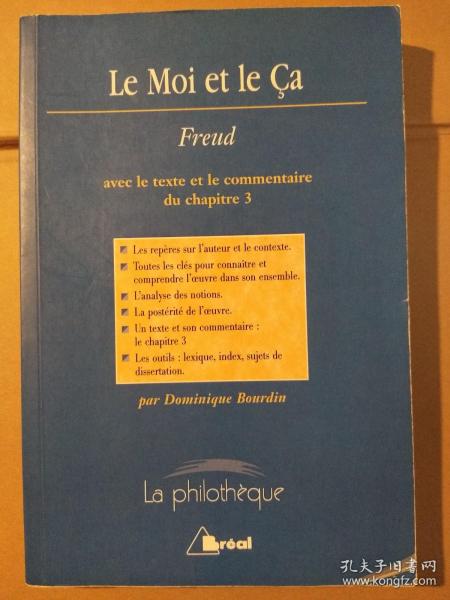 Le Moi et le Ça
Freud
avec le texte et le commentaire
du chapitre 3
Les repères sur l'auteur et le contexte.
Toutes les clés pour connaître et
comprendre l'œuvre dans son ensemble.
L'analyse des notions.
La postérité de l'œuvre.
Un texte et son commentaire :
le chapitre 3
Les outils : lexique, index, sujets de
dissertation.
par Dominique Bourdin
La philothèque
Bréal
孔夫子旧书网
www.kongfz.com